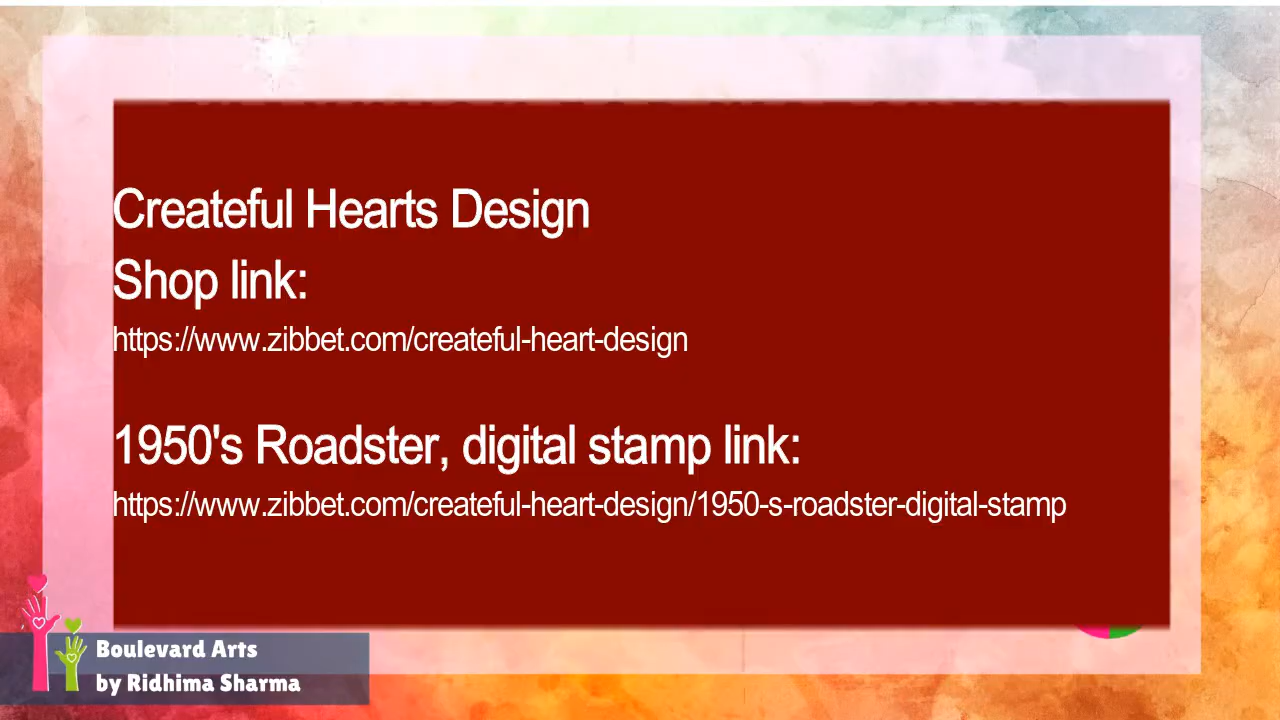 Createful Hearts Design
Shop link:
https://www.zibbet.com/createful-heart-design
1950's Roadster, digital stamp link:
https://www.zibbet.com/createful-heart-design/1950-s-roadster-digital-stamp
Boulevard Arts
by Ridhima Sharma